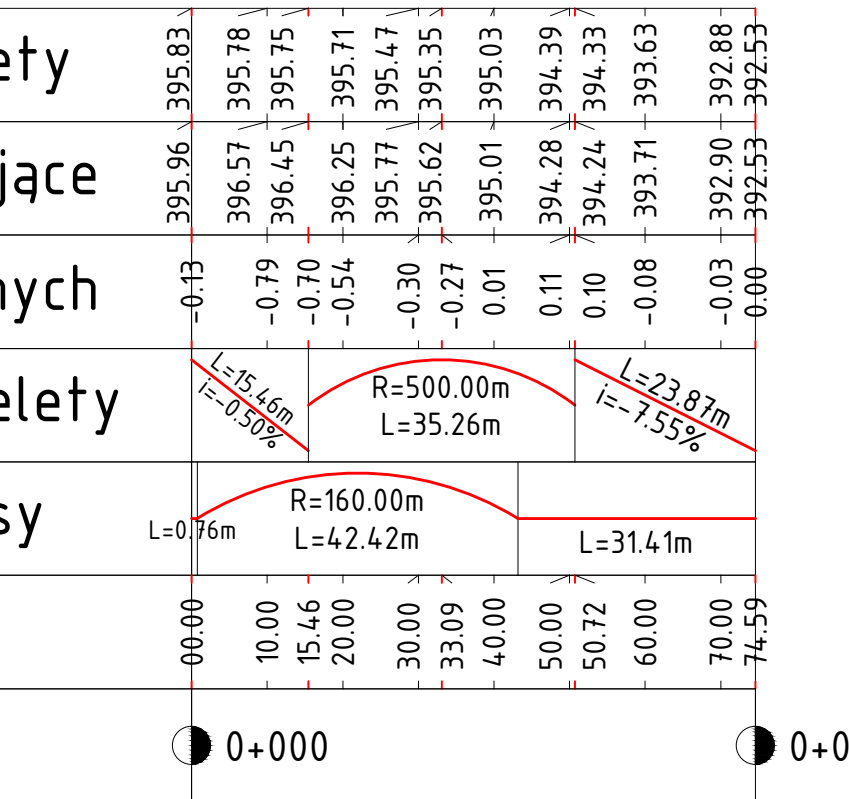 ety 395.83 395.78 395.75 395.71 395.47 395.35 395.03 394.39 394.33 393.63 392.88 392.53
jące 395.96 396.57 396.45 396.25 395.77 395.62 395.01 394.28 394.24 393.71 392.90 392.53
nych -0.13 -0.79 -0.70 -0.54 -0.30 -0.27 0.01 0.11 0.10 -0.08 -0.03 0.00
elety
L=15.46m
i=-0.50%
R=500.00m
L=35.26m
L=23.87m
i=-7.55%
sy
L=0.76m
R=160.00m
L=42.42m
L=31.41m
00.00 10.00 15.46 20.00 30.00 33.09 40.00 50.00 50.72 60.00 70.00 74.59
0+000 0+0